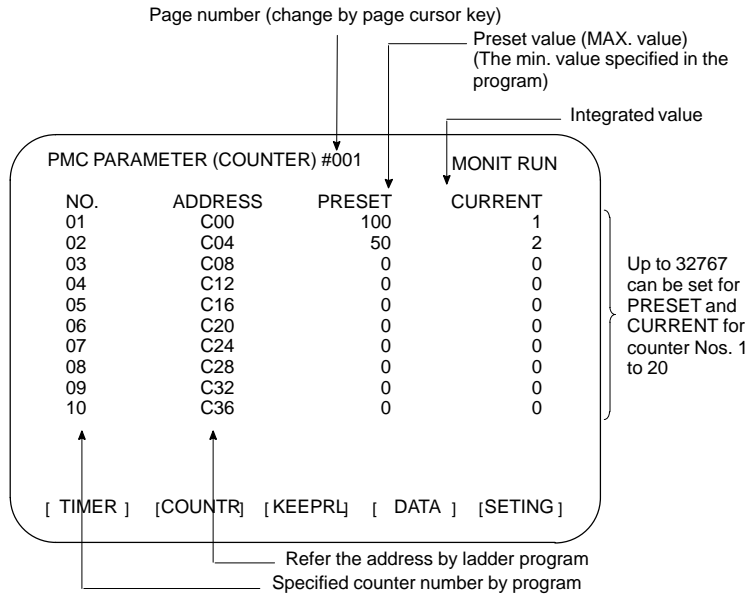 Page number (change by page cursor key)
Preset value (MAX. value)
(The min. value specified in the
program)
Integrated value
PMC PARAMETER (COUNTER) #001 MONIT RUN
NO. ADDRESS PRESET CURRENT
01 C00 100 1
02 C04 50 2
03 C08 0 0
04 C12 0 0
05 C16 0 0
06 C20 0 0
07 C24 0 0
08 C28 0 0
09 C32 0 0
10 C36 0 0
Up to 32767
can be set for
PRESET and
CURRENT for
counter Nos. 1
to 20
[ TIMER ] [COUNTR] [KEEPRL] [ DATA ] [SETING]
Refer the address by ladder program
Specified counter number by program